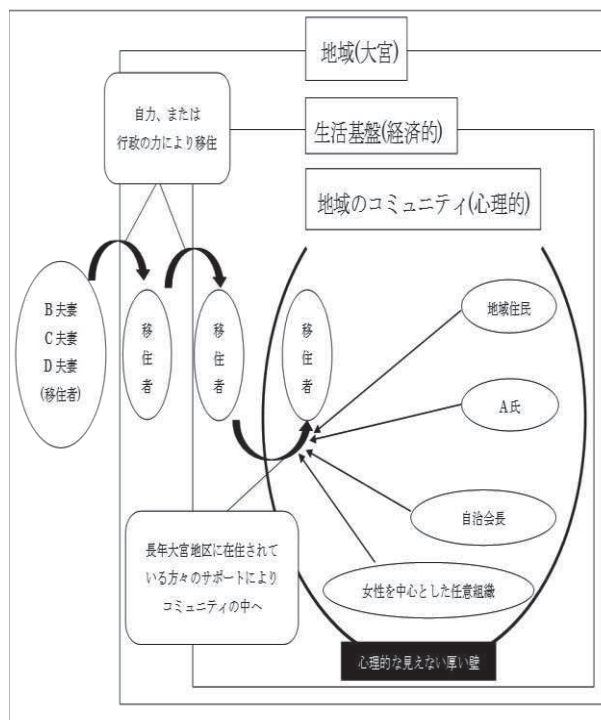 地域(大宮)
自力、または
行政の力により移住
生活基盤(経済的)
地域のコミュニティ(心理的)
B夫妻
C夫妻
D夫妻
(移住者)
移住者
移住者
移住者
地域住民
A氏
自治会長
女性を中心とした任意組織
長年大宮地区に在住されて
いる方々のサポートにより
コミュニティの中へ
心理的な見えない厚い壁